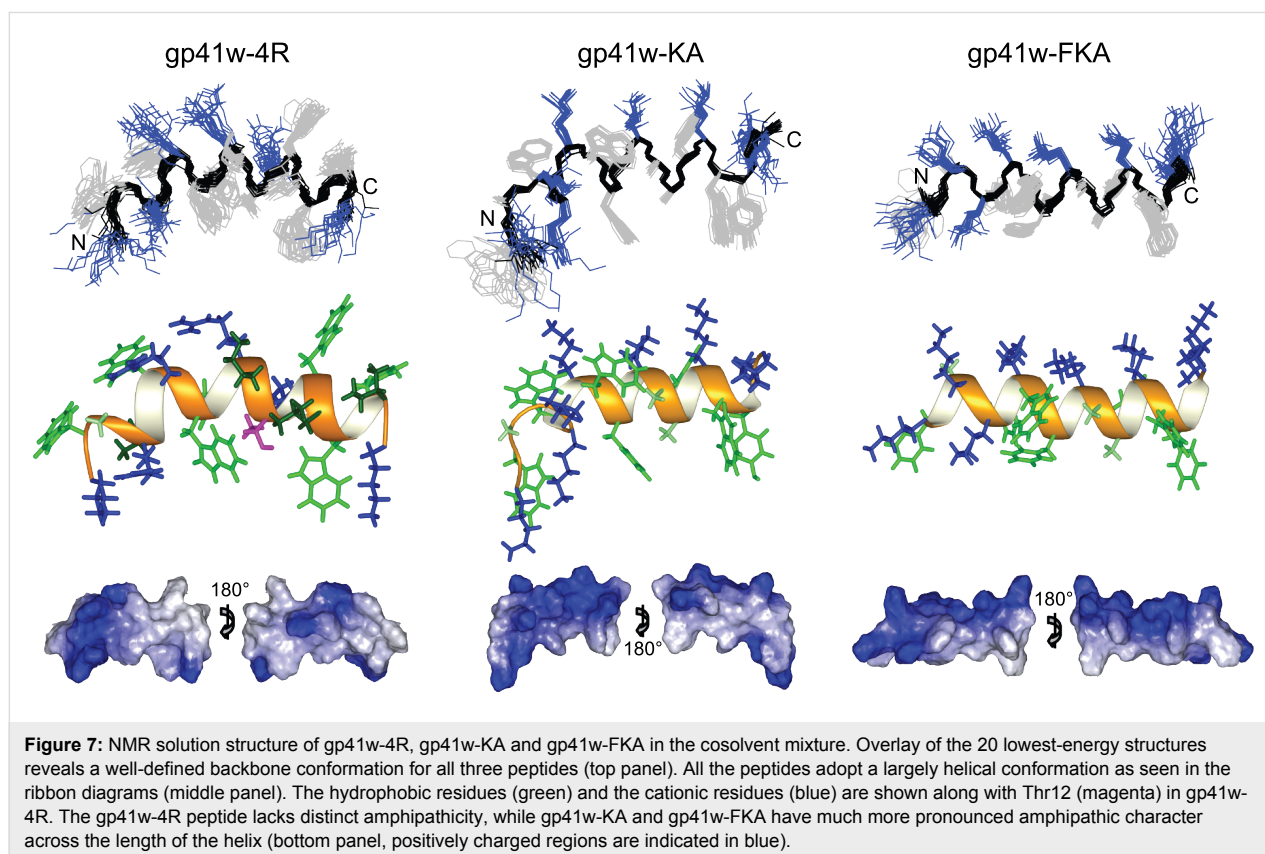 gp41w-4R
gp41w-KA
gp41w-FKA
N
C
N
C
N
C
180°
180°
180°
Figure 7: NMR solution structure of gp41w-4R, gp41w-KA and gp41w-FKA in the cosolvent mixture. Overlay of the 20 lowest-energy structures
reveals a well-defined backbone conformation for all three peptides (top panel). All the peptides adopt a largely helical conformation as seen in the
ribbon diagrams (middle panel). The hydrophobic residues (green) and the cationic residues (blue) are shown along with Thr12 (magenta) in gp41w-
4R. The gp41w-4R peptide lacks distinct amphipathicity, while gp41w-KA and gp41w-FKA have much more pronounced amphipathic character
across the length of the helix (bottom panel, positively charged regions are indicated in blue).